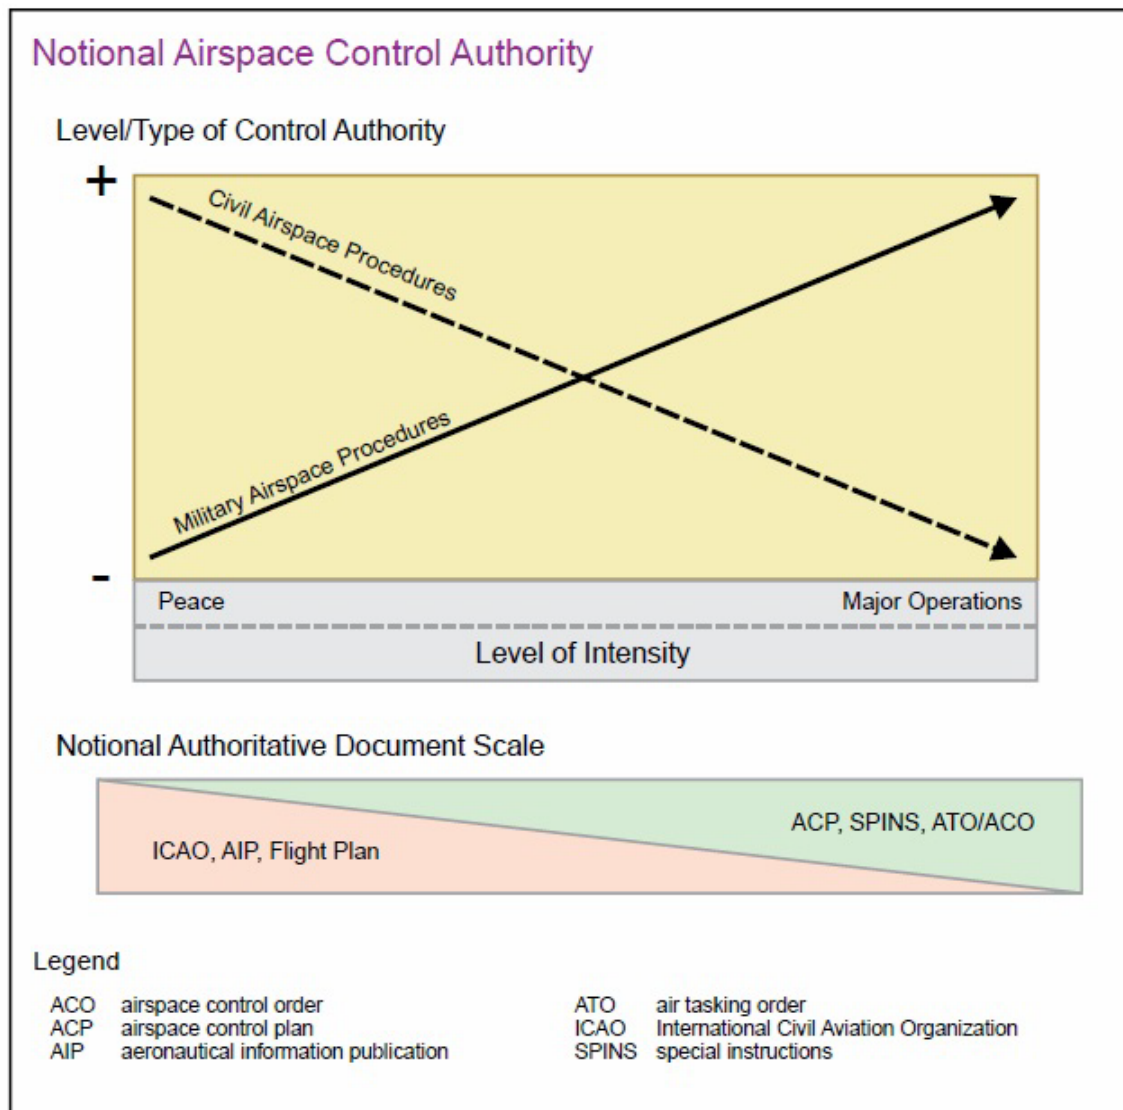 Notional Airspace Control Authority
Level/Type of Control Authority
+
Civil Airspace Procedures
Military Airspace Procedures
-
Peace
Major Operations
Level of Intensity
Notional Authoritative Document Scale
ACP, SPINS, ATO/ACO
ICAO, AIP, Flight Plan
Legend
ACO airspace control order
ACP airspace control plan
AIP aeronautical information publication
ATO air tasking order
ICAO International Civil Aviation Organization
SPINS special instructions